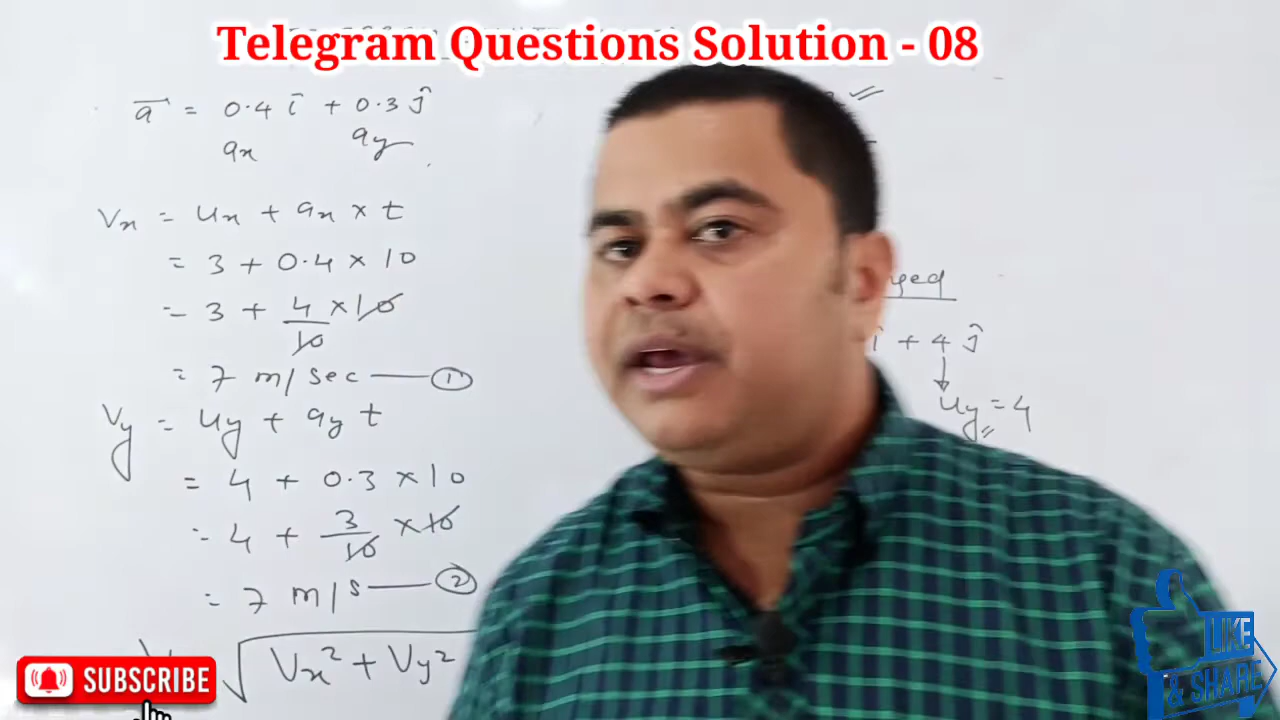 Telegram Questions Solution - 08
a⃗ = 0.4 î + 0.3 ĵ
ax ay
Vx = ux + ax × t
= 3 + 0.4 × 10
= 3 + 4/10 × 10
= 7 m/sec —— ①
Vy = uy + ay t
= 4 + 0.3 × 10
= 4 + 3/10 × 10
= 7 m/s —— ②
√Vx² + Vy²
î + 4 ĵ
uy = 4
SUBSCRIBE
LIKE
& SHARE